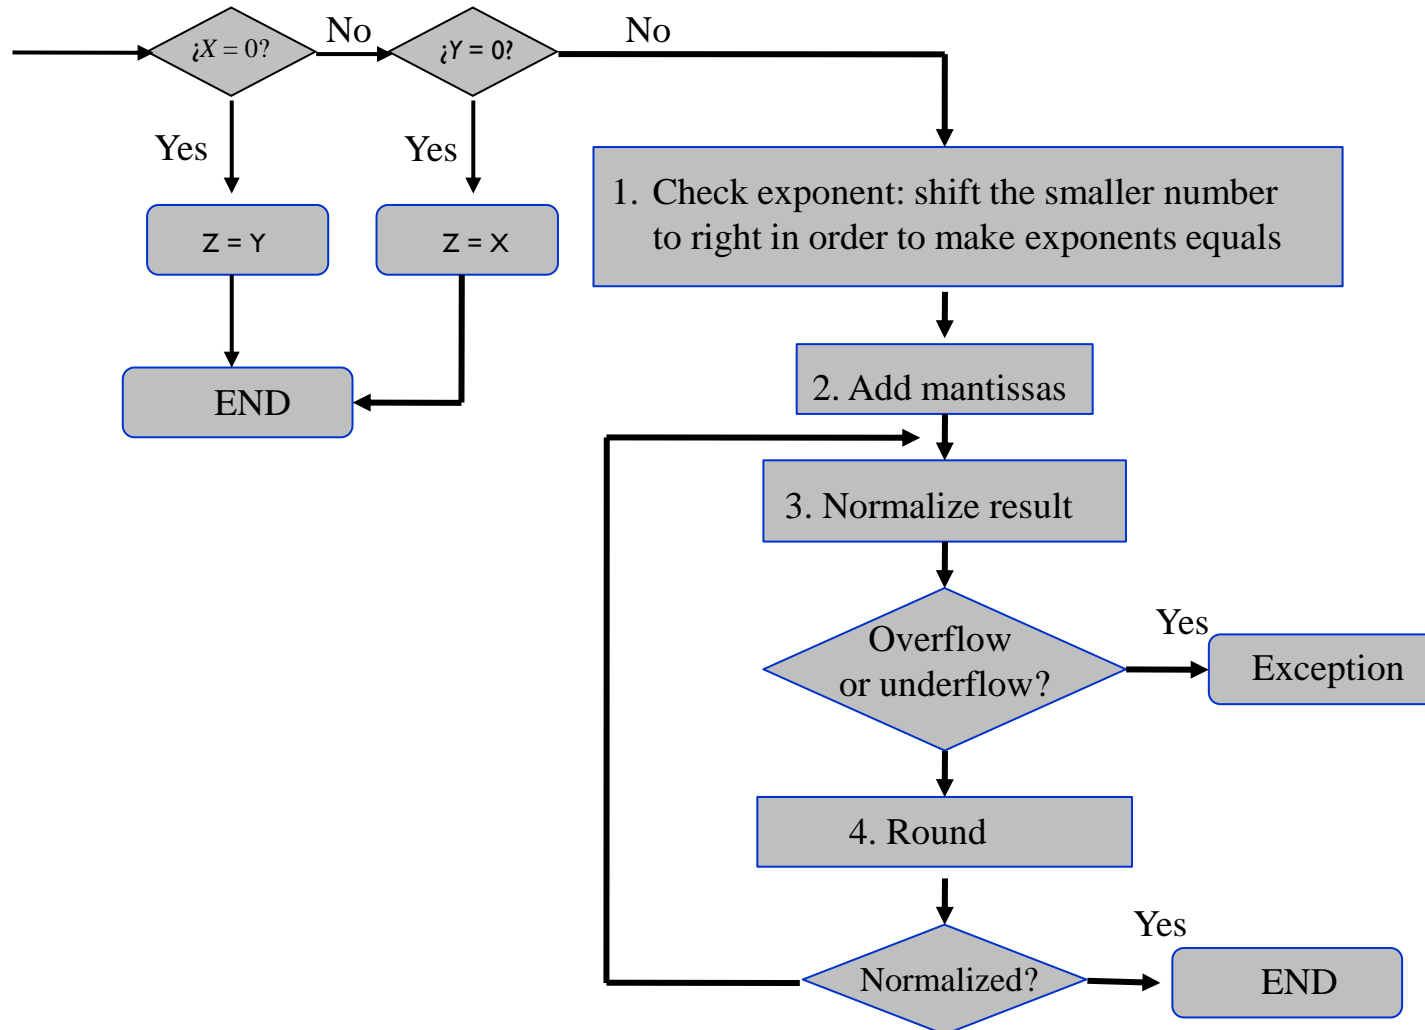 ¿X = 0?
No
¿Y = 0?
No
Yes
Yes
1. Check exponent: shift the smaller number
to right in order to make exponents equals
Z = Y
Z = X
END
2. Add mantissas
3. Normalize result
Overflow
or underflow?
Yes
Exception
4. Round
Normalized?
Yes
END